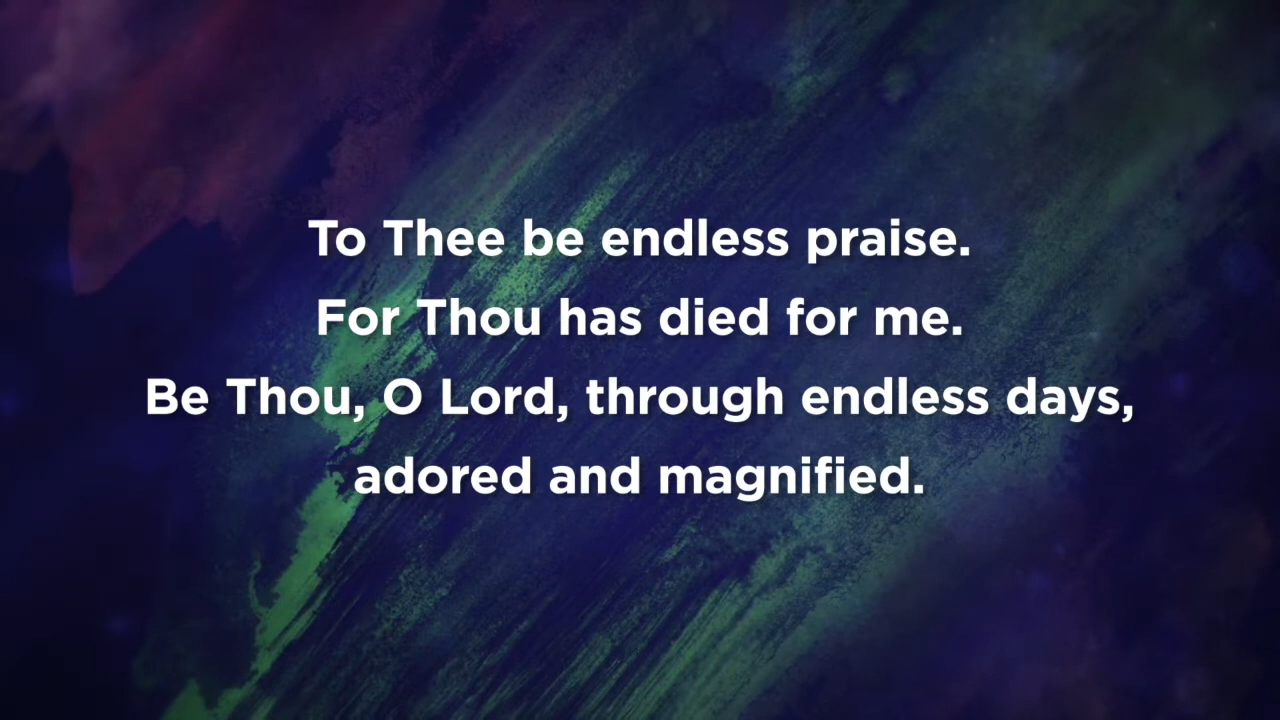 To Thee be endless praise.
For Thou has died for me.
Be Thou, O Lord, through endless days,
adored and magnified.